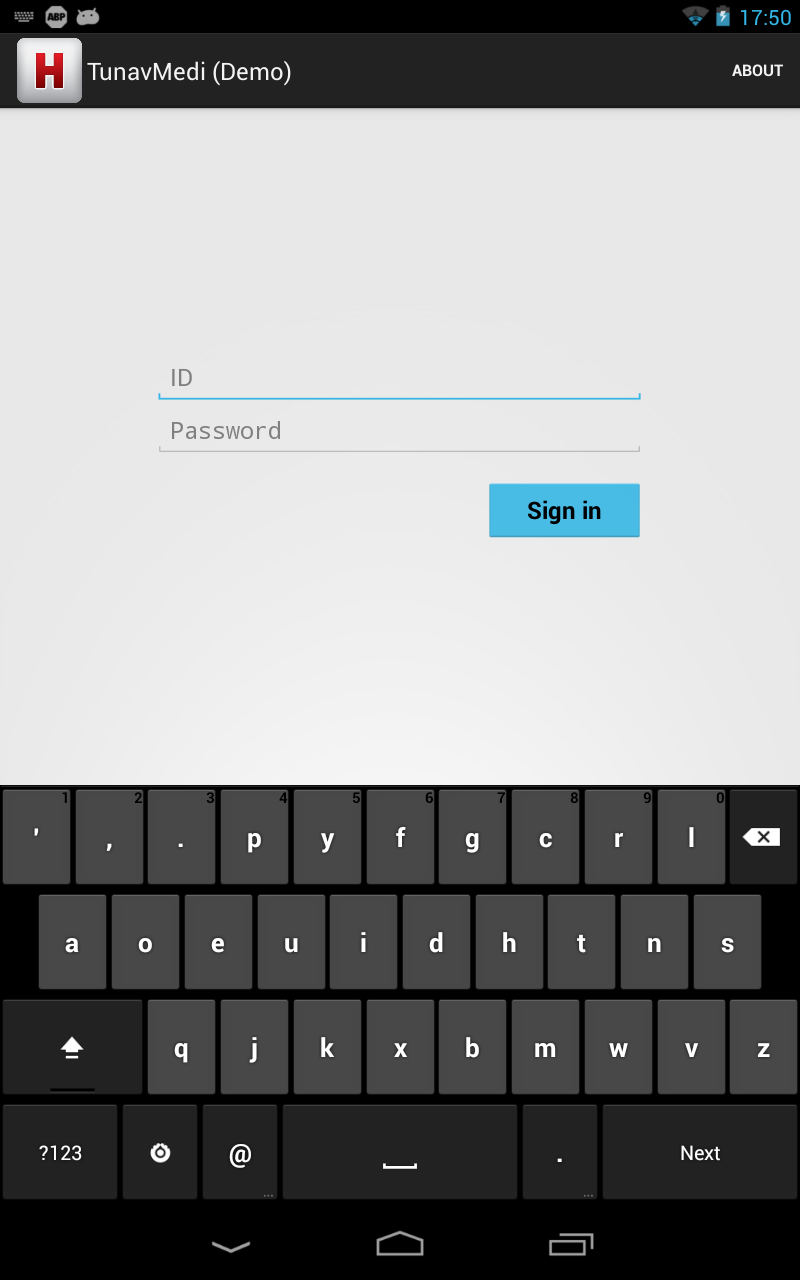 ABP 17:50
H TunavMedi (Demo) ABOUT
ID
Password
Sign in
1 2 3 4 5 6 7 8 9 0
' , . p y f g c r l
a o e u i d h t n s
q j k x b m w v z
?123 @ . Next